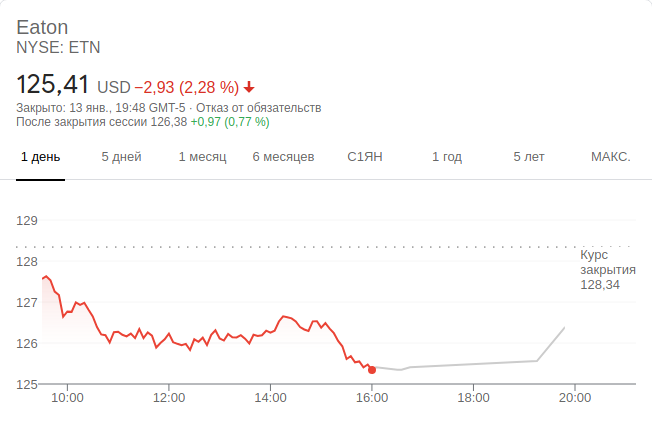 Eaton
NYSE: ETN
125,41 USD −2,93 (2,28 %)
Закрыто: 13 янв., 19:48 GMT-5 · Отказ от обязательств
После закрытия сессии 126,38 +0,97 (0,77 %)
1 день 5 дней 1 месяц 6 месяцев С1ЯН 1 год 5 лет МАКС.
129
128
127
126
125
Курс
закрытия
128,34
10:00 12:00 14:00 16:00 18:00 20:00